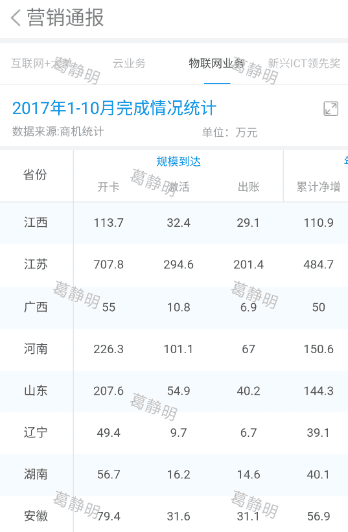 营销通报
互联网+大 云业务 物联网业务 新兴ICT领先奖
2017年1-10月完成情况统计
数据来源:商机统计 单位：万元
省份 规模到达
开卡 激活 出账 累计净增
江西 113.7 32.4 29.1 110.9
江苏 707.8 294.6 201.4 484.7
广西 55 10.8 6.9 50
河南 226.3 101.1 67 150.6
山东 207.6 54.9 40.2 144.3
辽宁 49.4 9.7 6.7 39.1
湖南 56.7 16.2 14.6 40.1
安徽 79.4 31.6 31.1 56.9
葛静明
葛静明
葛静明
葛静明
葛静明
葛静明
葛静明
葛静明